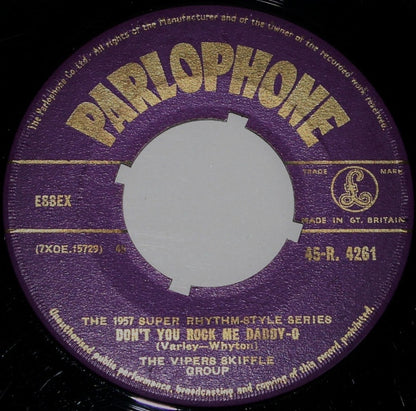 The Parlophone Co. Ltd. All rights of the Manufacturer and of the Owner of the recorded work reserved.
PARLOPHONE
TRADE MARK
£
ESSEX
MADE IN GT. BRITAIN
(7XOE.15729)
45-R. 4261
THE 1957 SUPER RHYTHM-STYLE SERIES
DON'T YOU ROCK ME DADDY-O
(Varley—Whyton)
THE VIPERS SKIFFLE
GROUP
Unauthorised public performance, broadcasting and copying of this record prohibited.